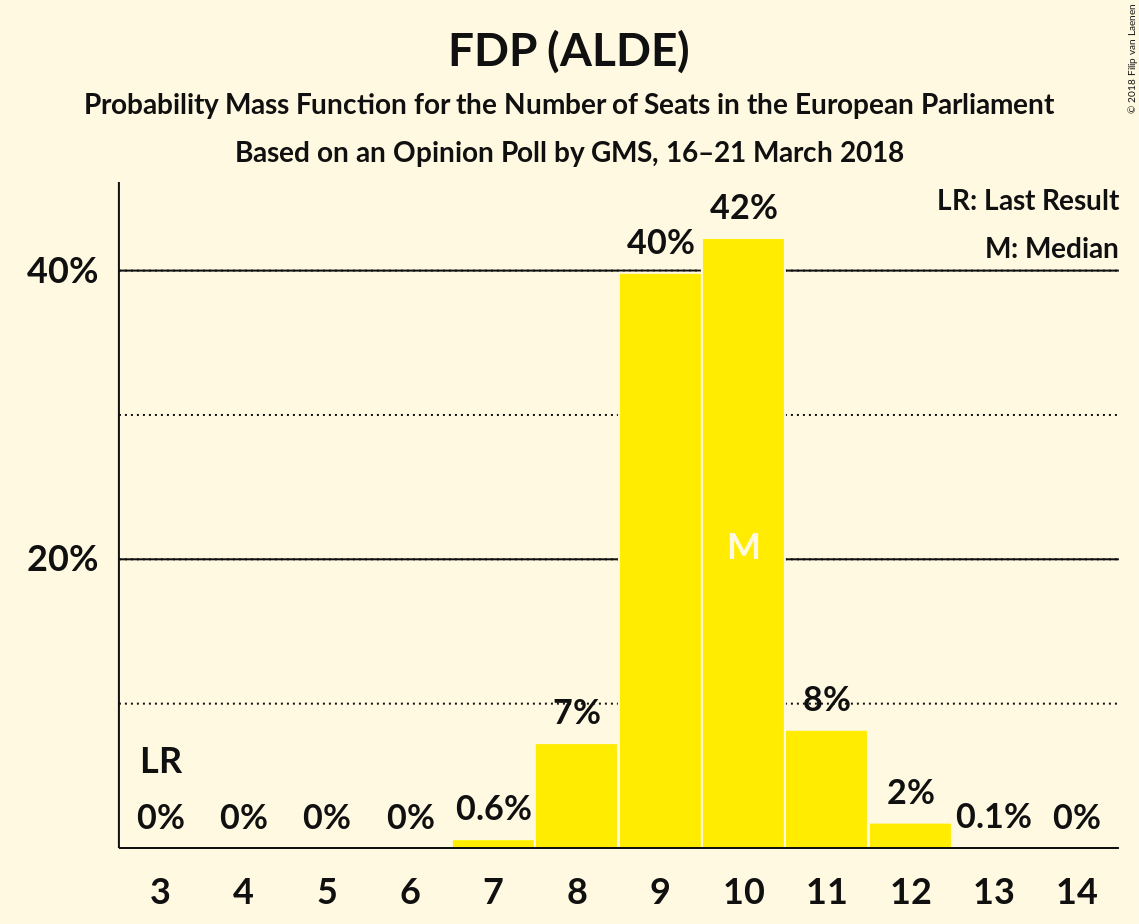 FDP (ALDE)
Probability Mass Function for the Number of Seats in the European Parliament
Based on an Opinion Poll by GMS, 16–21 March 2018
© 2018 Filip van Laenen
LR: Last Result
M: Median
40%
20%
LR
0%
0%
0%
0%
0.6%
7%
40%
42%
M
8%
2%
0.1%
0%
3 4 5 6 7 8 9 10 11 12 13 14